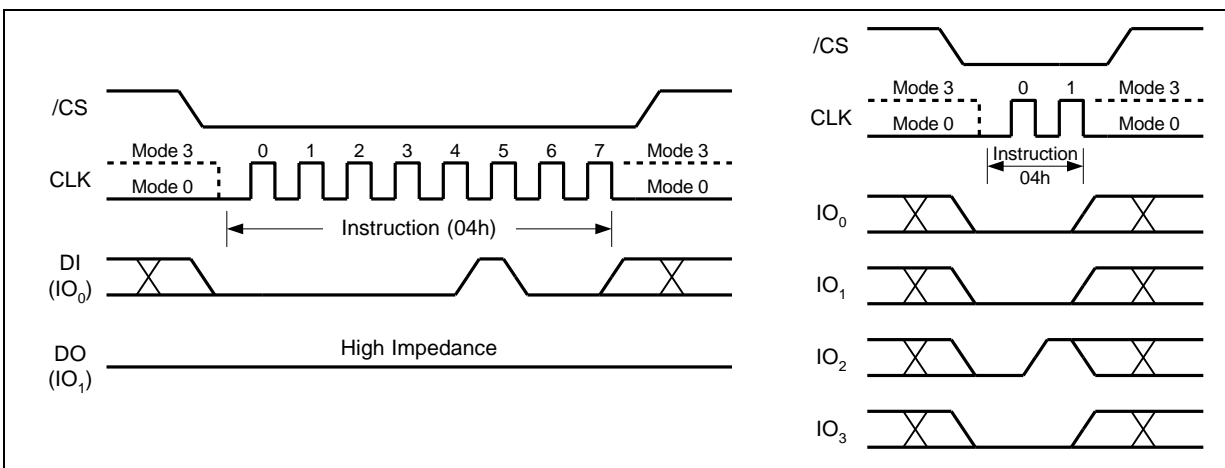 /CS
Mode 3 0 1 2 3 4 5 6 7 Mode 3
CLK
Mode 0 Mode 0
Instruction (04h)
DI
(IO0)
High Impedance
DO
(IO1)
/CS
Mode 3 0 1 Mode 3
CLK
Mode 0 Mode 0
Instruction
04h
IO0
IO1
IO2
IO3